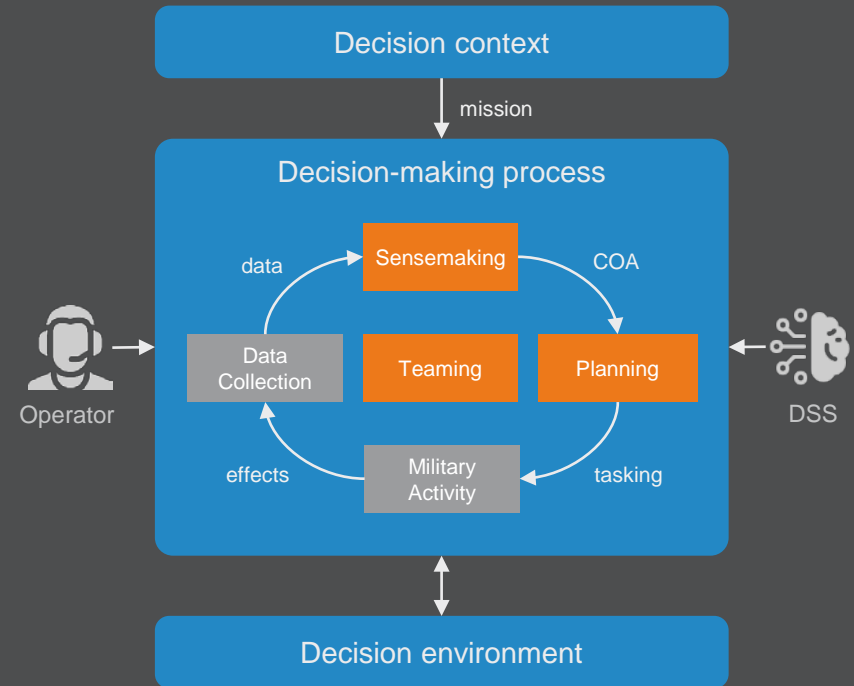 Decision context
mission
Decision-making process
Sensemaking
data
COA
Data
Collection
Teaming
Planning
Operator
DSS
Military
Activity
effects
tasking
Decision environment